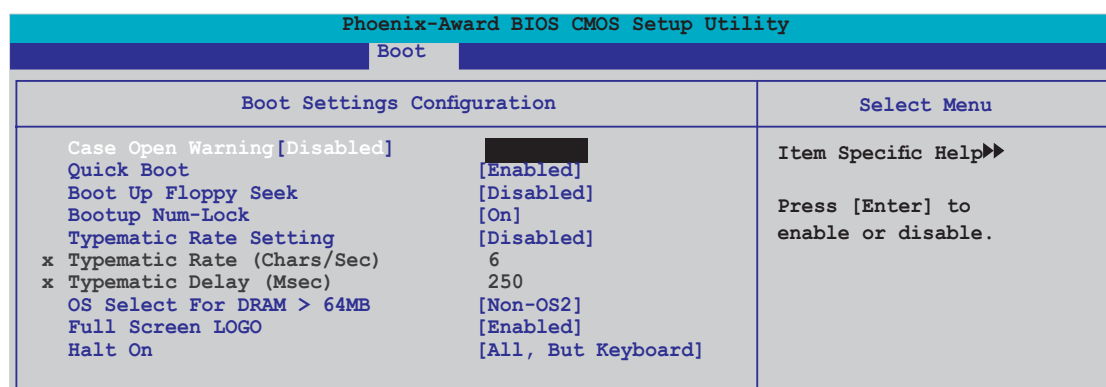 Phoenix-Award BIOS CMOS Setup Utility
Boot
Boot Settings Configuration
Select Menu
Case Open Warning[Disabled]
Quick Boot [Enabled]
Boot Up Floppy Seek [Disabled]
Bootup Num-Lock [On]
Typematic Rate Setting [Disabled]
x Typematic Rate (Chars/Sec) 6
x Typematic Delay (Msec) 250
OS Select For DRAM > 64MB [Non-OS2]
Full Screen LOGO [Enabled]
Halt On [All, But Keyboard]
Item Specific Help
Press [Enter] to
enable or disable.